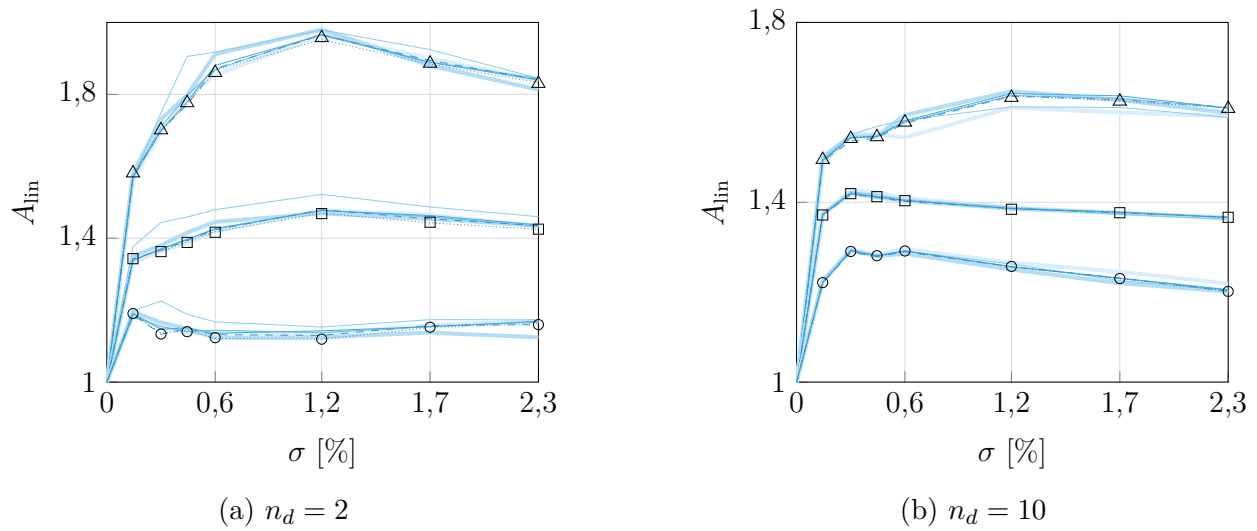 1,8
1,4
1
A_lin
0 0,6 1,2 1,7 2,3
σ [%]
(a) n_d = 2
1,8
1,4
1
A_lin
0 0,6 1,2 1,7 2,3
σ [%]
(b) n_d = 10